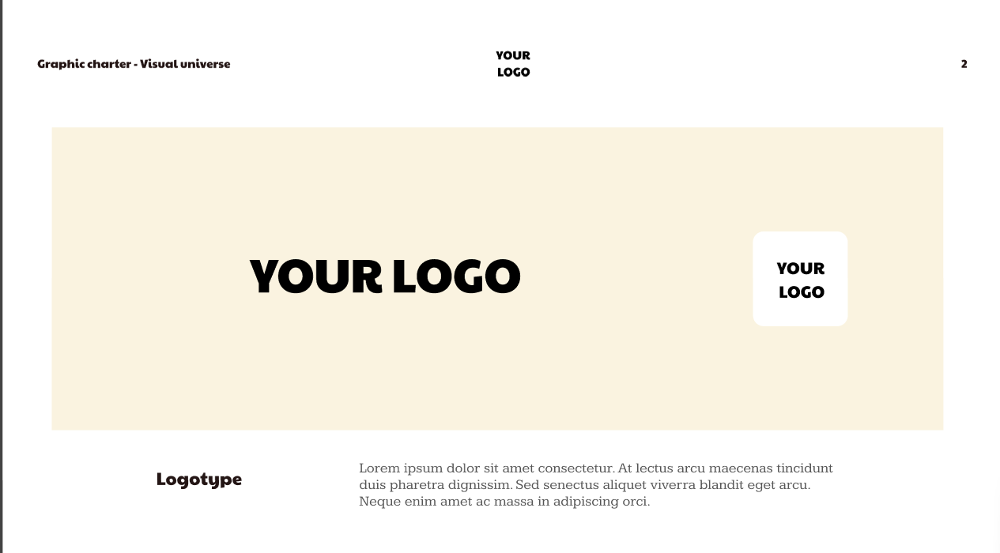 Graphic charter - Visual universe
YOUR
LOGO
2
YOUR LOGO
YOUR
LOGO
Logotype
Lorem ipsum dolor sit amet consectetur. At lectus arcu maecenas tincidunt
duis pharetra dignissim. Sed senectus aliquet viverra blandit eget arcu.
Neque enim amet ac massa in adipiscing orci.